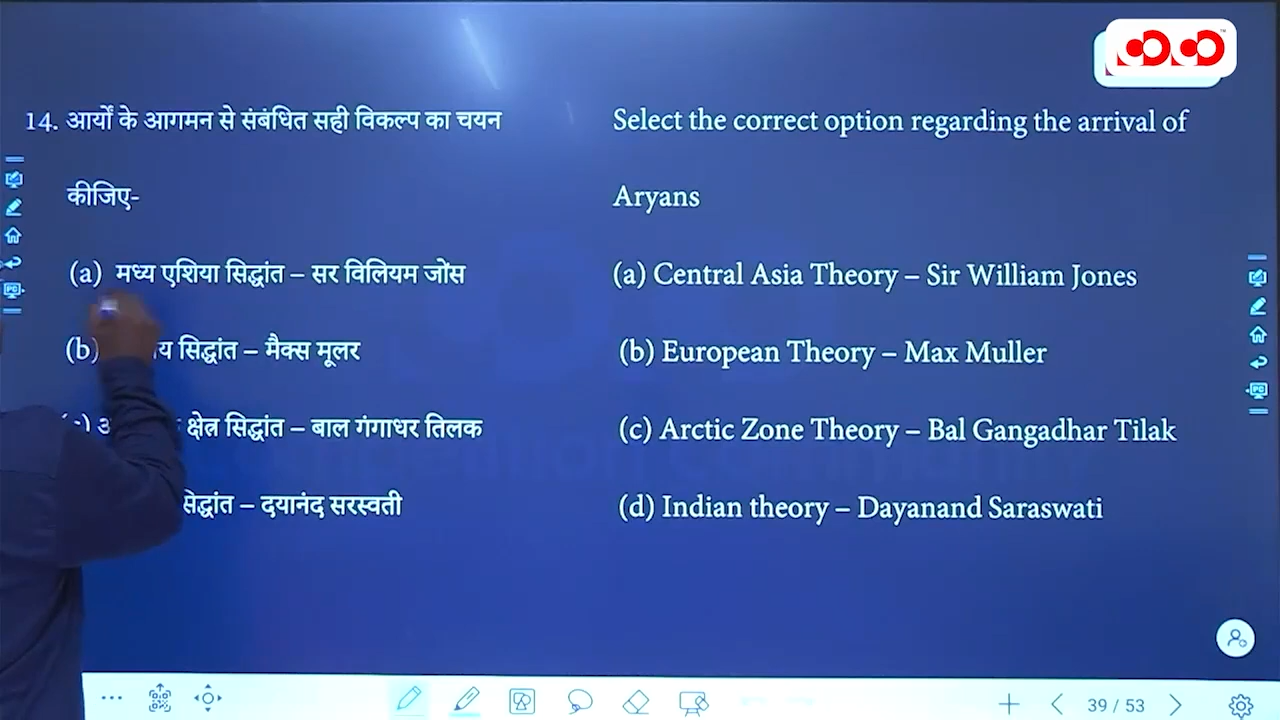 14. आर्यों के आगमन से संबंधित सही विकल्प का चयन
कीजिए-
(a) मध्य एशिया सिद्धांत – सर विलियम जोंस
(b) सिद्धांत – मैक्स मूलर
क्षेत्र सिद्धांत – बाल गंगाधर तिलक
सिद्धांत – दयानंद सरस्वती
Select the correct option regarding the arrival of
Aryans
(a) Central Asia Theory – Sir William Jones
(b) European Theory – Max Muller
(c) Arctic Zone Theory – Bal Gangadhar Tilak
(d) Indian theory – Dayanand Saraswati
39 / 53